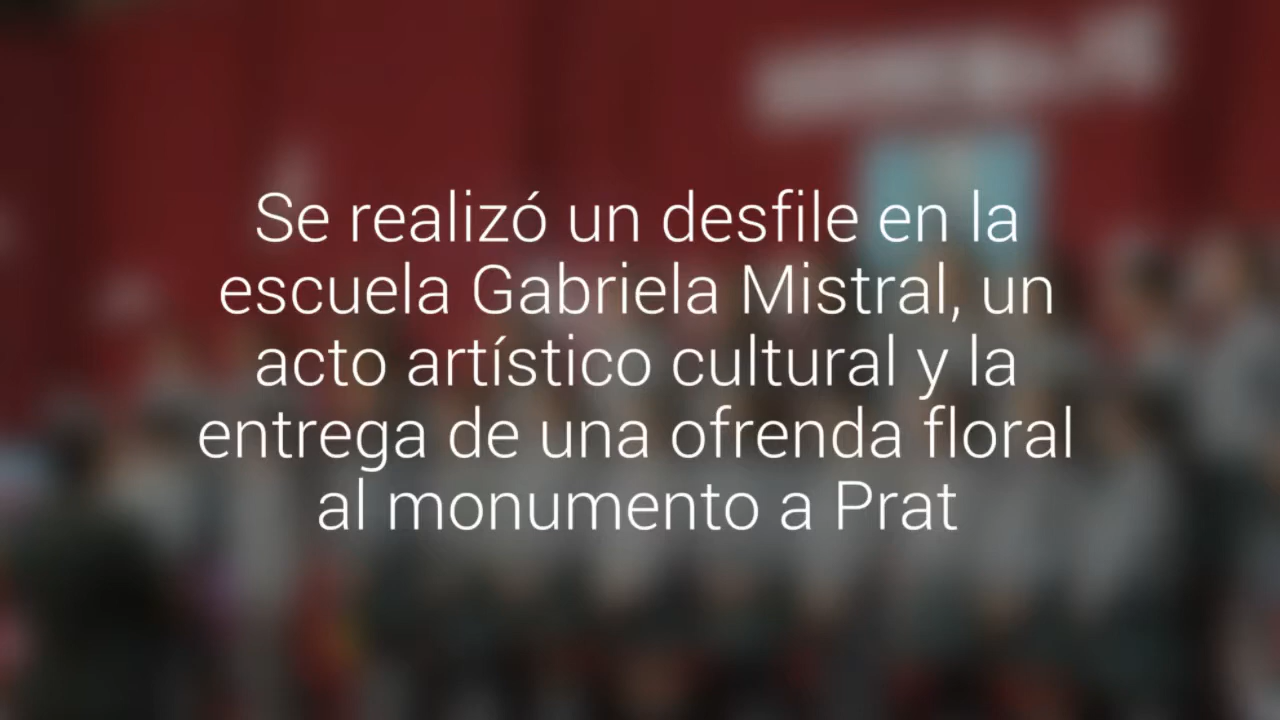 Se realizó un desfile en la
escuela Gabriela Mistral, un
acto artístico cultural y la
entrega de una ofrenda floral
al monumento a Prat